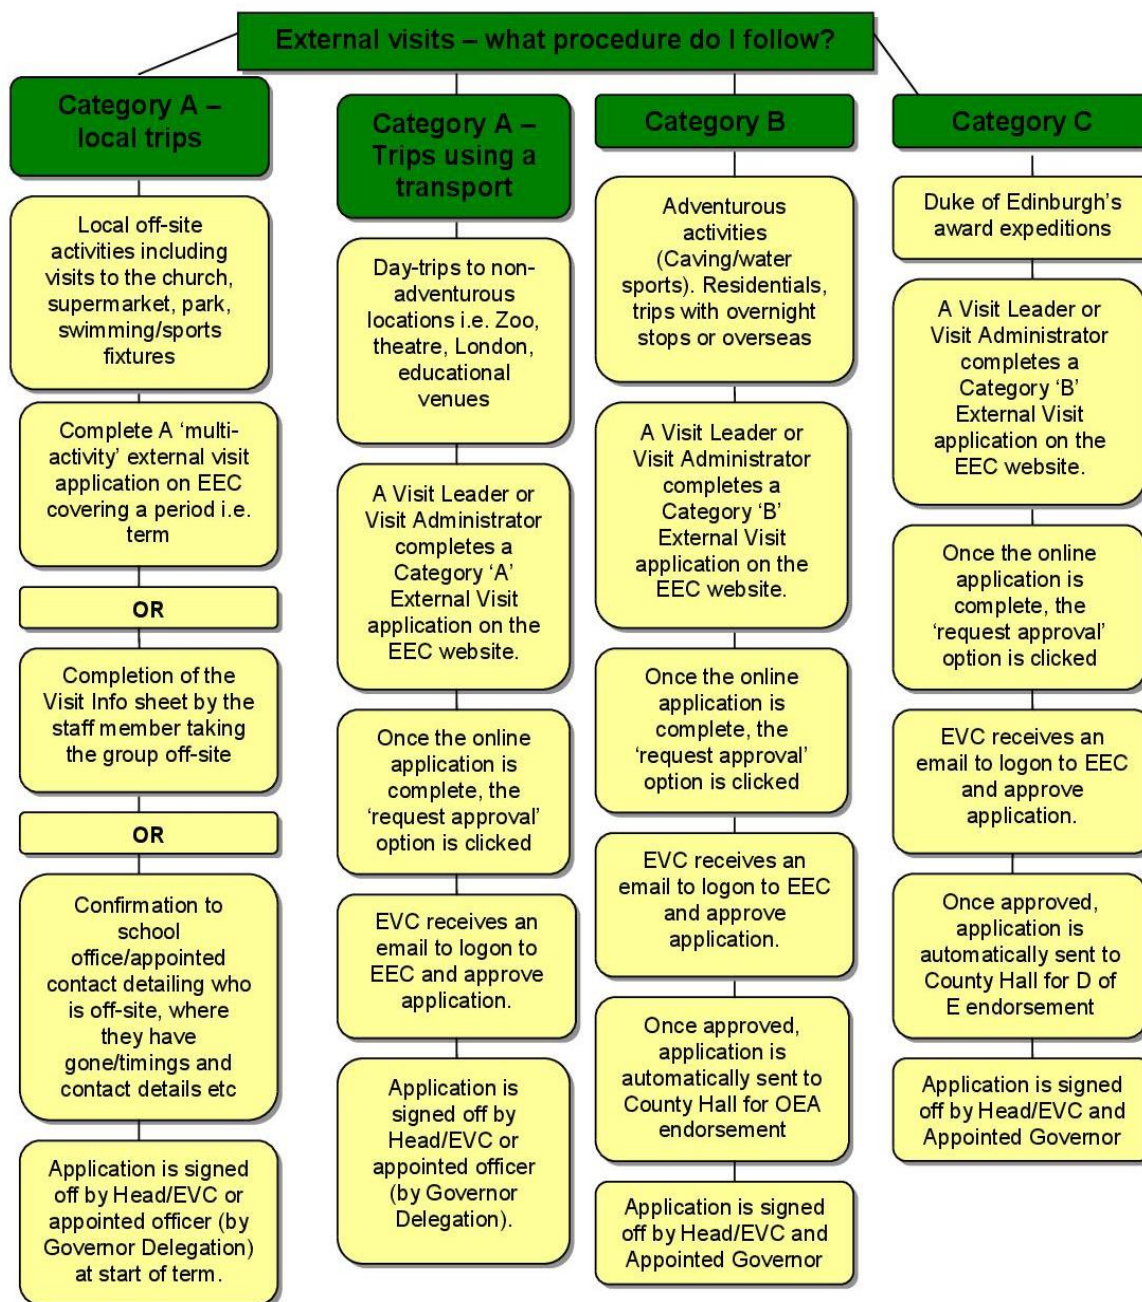 External visits – what procedure do I follow?
Category A –
local trips
Local off-site
activities including
visits to the church,
supermarket, park,
swimming/sports
fixtures
Complete A ‘multi-
activity’ external visit
application on EEC
covering a period i.e.
term
OR
Completion of the
Visit Info sheet by the
staff member taking
the group off-site
OR
Confirmation to
school
office/appointed
contact detailing who
is off-site, where
they have
gone/timings and
contact details etc
Application is signed
off by Head/EVC or
appointed officer (by
Governor Delegation)
at start of term.
Category A –
Trips using a
transport
Day-trips to non-
adventurous
locations i.e. Zoo,
theatre, London,
educational
venues
A Visit Leader or
Visit Administrator
completes a
Category ‘A’
External Visit
application on the
EEC website.
Once the online
application is
complete, the
‘request approval’
option is clicked
EVC receives an
email to logon to
EEC and approve
application.
Application is
signed off by
Head/EVC or
appointed officer
(by Governor
Delegation).
Category B
Adventurous
activities
(Caving/water
sports). Residentials,
trips with overnight
stops or overseas
A Visit Leader or
Visit Administrator
completes a
Category ‘B’
External Visit
application on the
EEC website.
Once the online
application is
complete, the
‘request approval’
option is clicked
EVC receives an
email to logon to EEC
and approve
application.
Once approved,
application is
automatically sent to
County Hall for OEA
endorsement
Application is signed
off by Head/EVC and
Appointed Governor
Category C
Duke of Edinburgh’s
award expeditions
A Visit Leader or
Visit Administrator
completes a
Category ‘B’
External Visit
application on the
EEC website.
Once the online
application is
complete, the
‘request approval’
option is clicked
EVC receives an
email to logon to EEC
and approve
application.
Once approved,
application is
automatically sent to
County Hall for D of
E endorsement
Application is signed
off by Head/EVC and
Appointed Governor